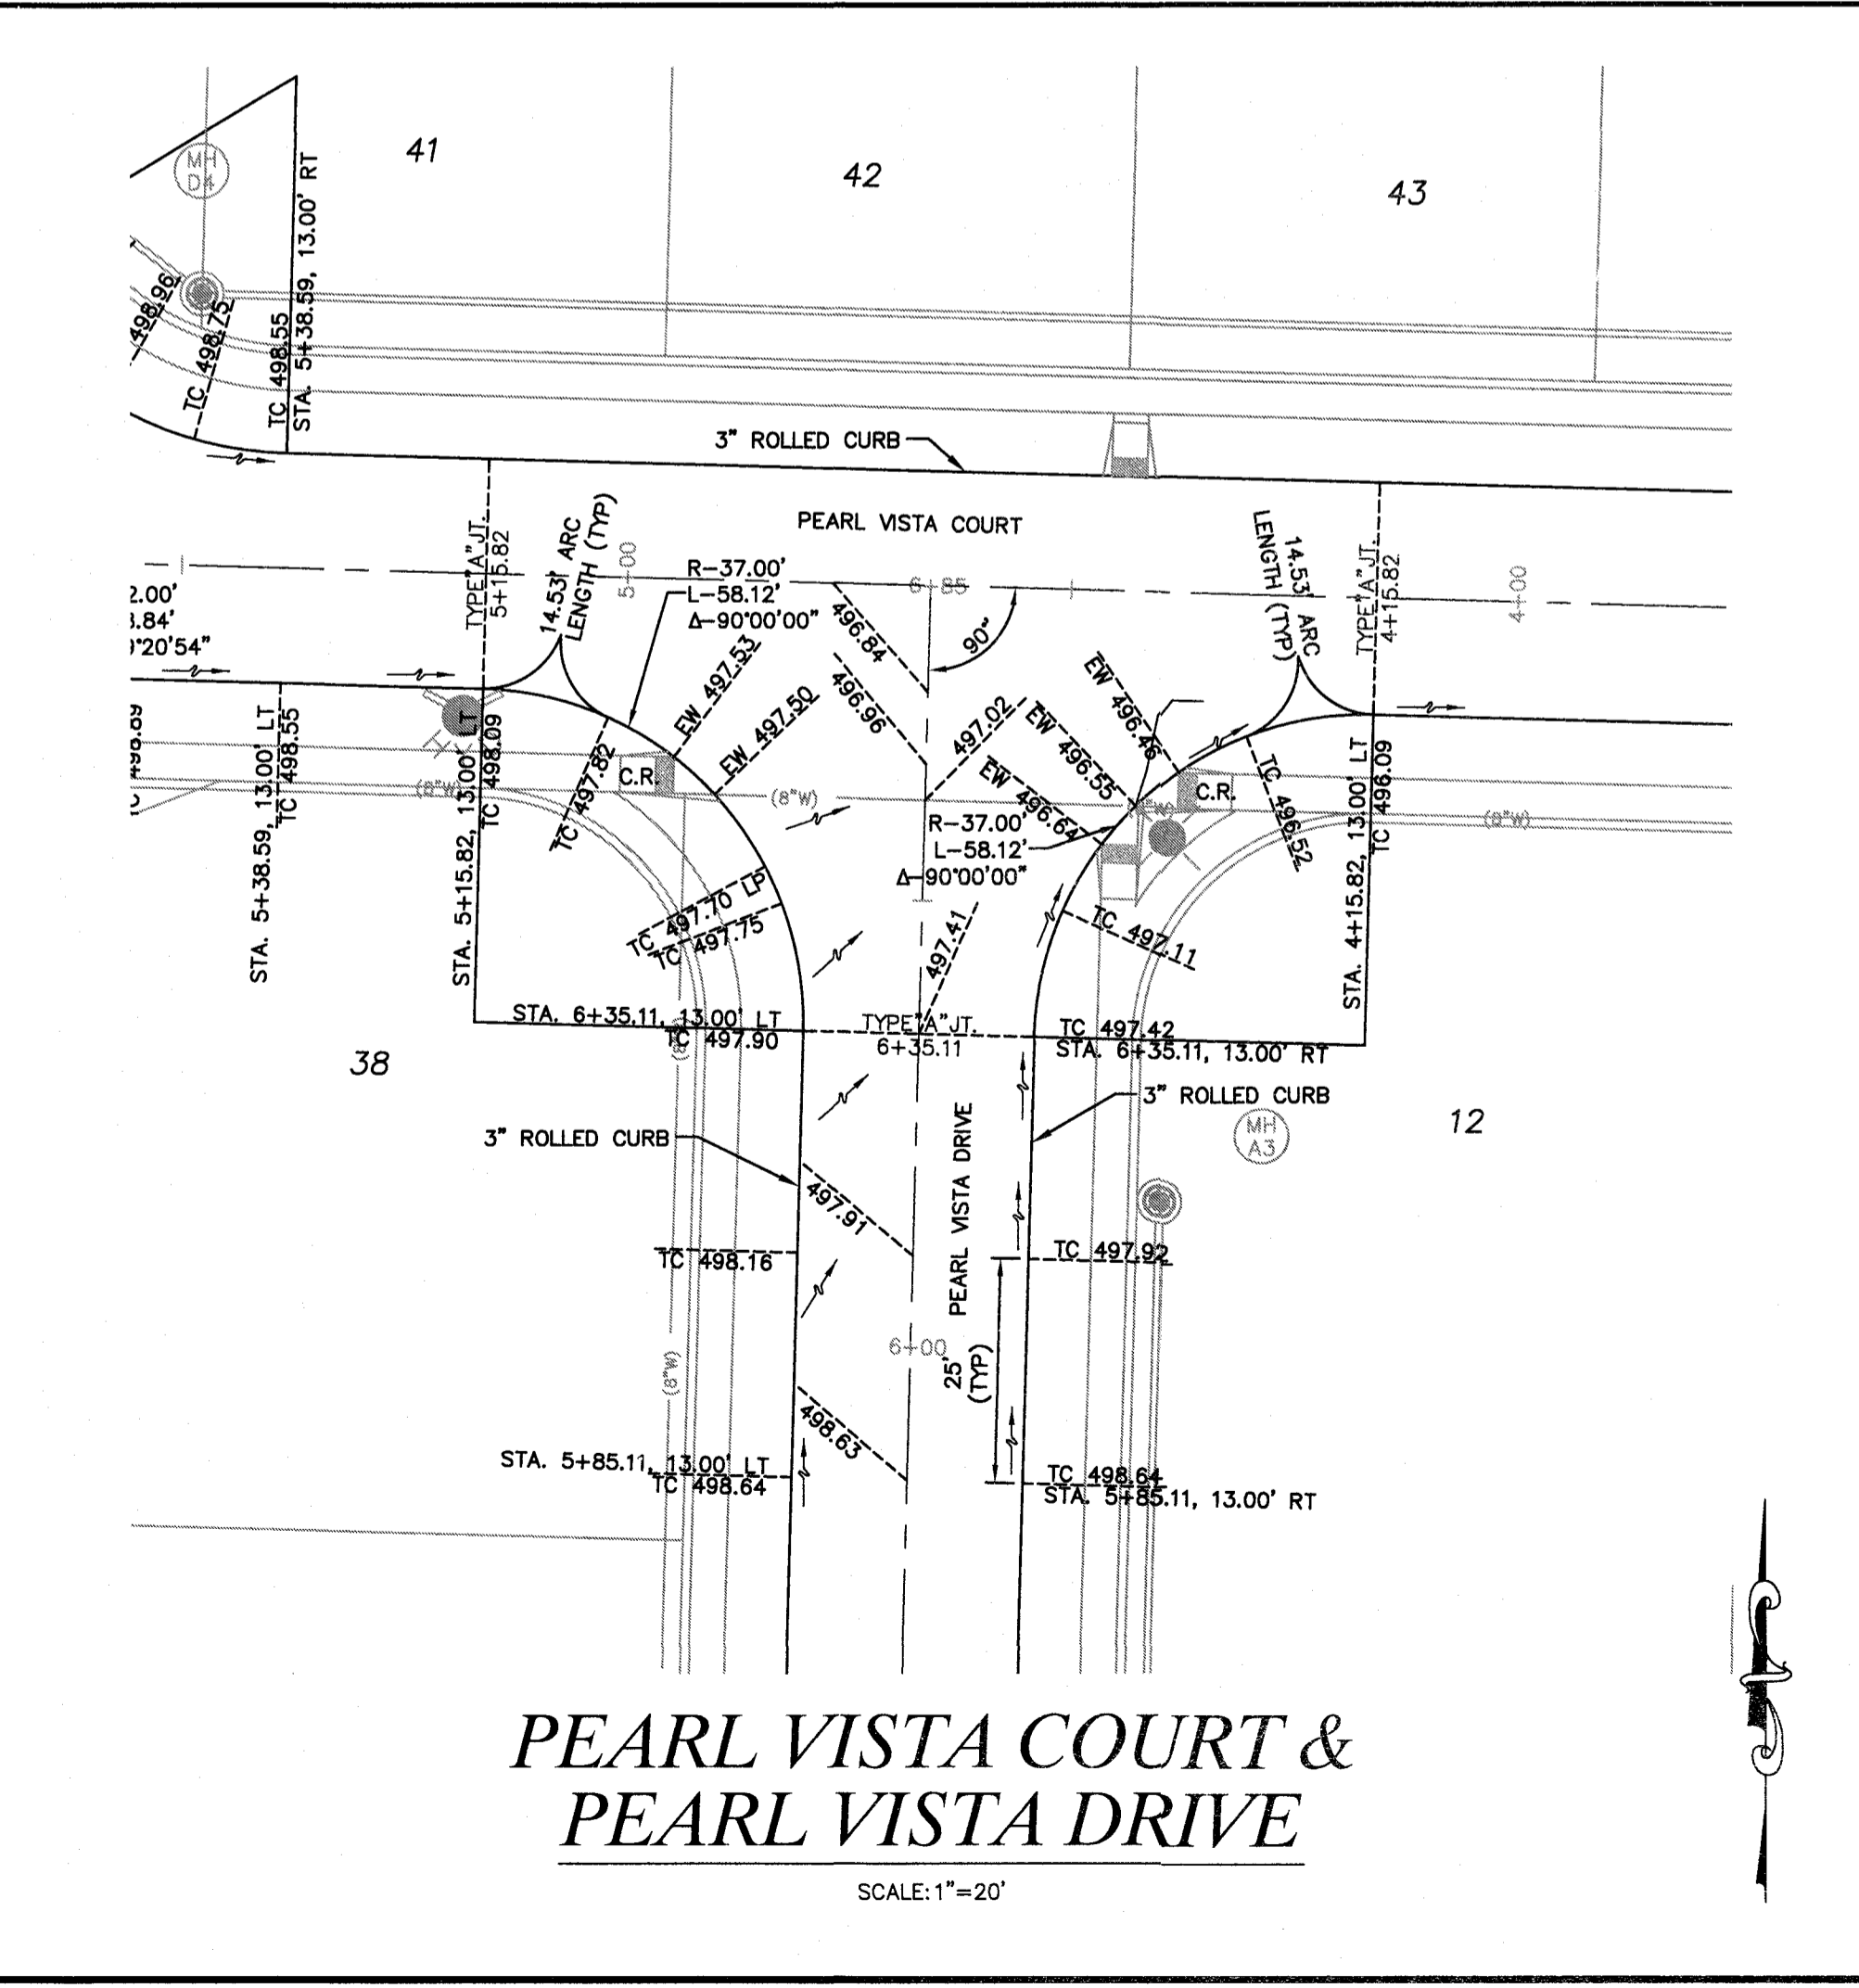 41
42
43
MH
D4
STA. 5+38.59, 13.00' RT
TC 498.55
TC 498.75
498.96
3" ROLLED CURB
PEARL VISTA COURT
TYPE"A"JT.
5+15.82
14.53' ARC
LENGTH (TYP)
5+00
R-37.00'
L-58.12'
Δ-90°00'00"
6+85
90°
496.84
496.96
14.53' ARC
LENGTH (TYP)
TYPE"A"JT.
4+15.82
4+00
2.00'
3.84'
20'54"
EW 497.53
EW 497.50
497.02
EW 496.55
EW 496.46
EW 496.64
498.89
STA. 5+38.59, 13.00' LT
TC 498.55
STA. 5+15.82, 13.00' LT
TC 498.09
TC 497.82
C.R.
(8"W)
(8"W)
R-37.00'
L-58.12'
Δ-90°00'00"
C.R.
TC 496.52
STA. 4+15.82, 13.00' LT
TC 496.09
(8"W)
TC 497.70 LP
TC 497.75
497.41
TC 497.11
STA. 6+35.11, 13.00' LT
TC 497.90
TYPE"A"JT.
6+35.11
TC 497.42
STA. 6+35.11, 13.00' RT
38
12
3" ROLLED CURB
MH
A3
3" ROLLED CURB
PEARL VISTA DRIVE
497.91
TC 498.16
TC 497.92
6+00
25'
(TYP)
(8"W)
498.63
STA. 5+85.11, 13.00' LT
TC 498.64
TC 498.64
STA. 5+85.11, 13.00' RT
PEARL VISTA COURT &
PEARL VISTA DRIVE
SCALE: 1"=20'